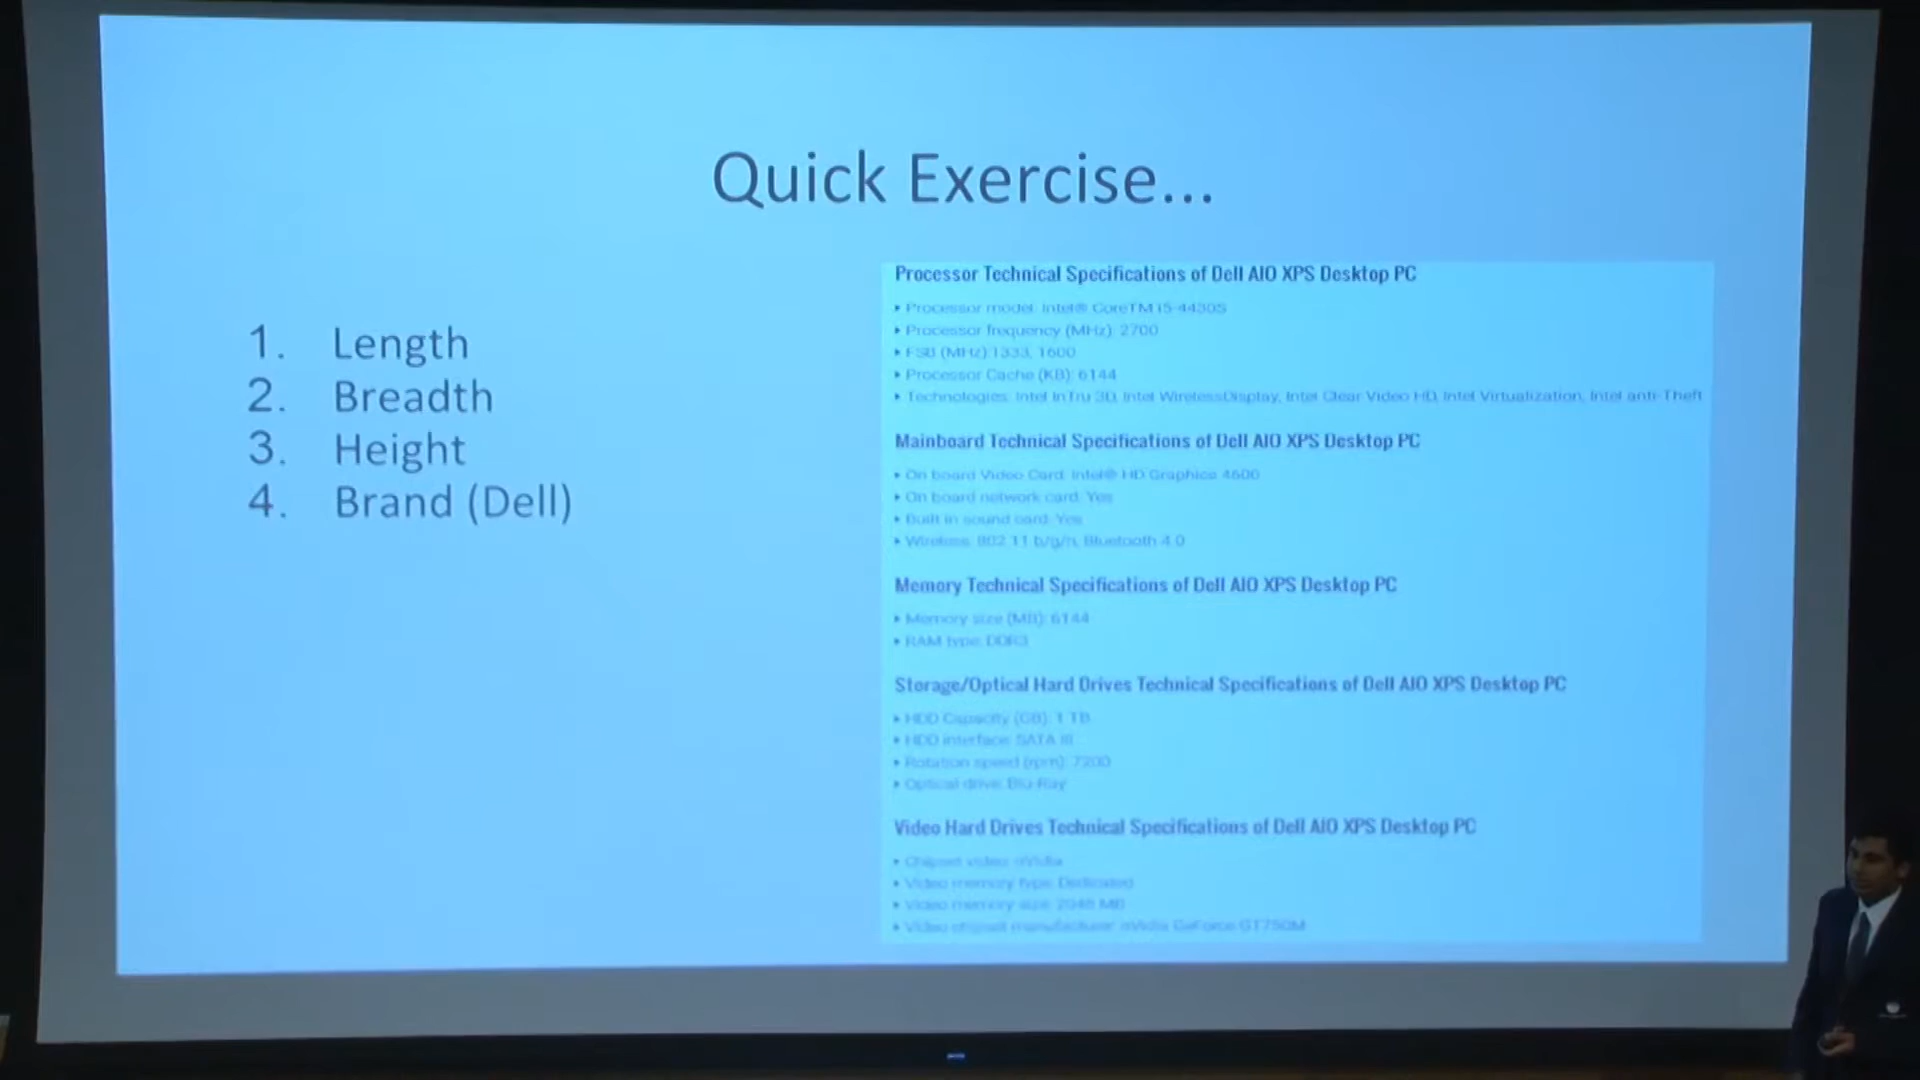 Quick Exercise...
1. Length
2. Breadth
3. Height
4. Brand (Dell)
Processor Technical Specifications of Dell AIO XPS Desktop PC
Processor model: Intel® CoreTM i5-4430S
Processor frequency (MHz): 2700
FSB (MHz):1333, 1600
Processor Cache (KB): 6144
Technologies: Intel InTru 3D, Intel WirelessDisplay, Intel Clear Video HD, Intel Virtualization, Intel anti-Theft
Mainboard Technical Specifications of Dell AIO XPS Desktop PC
On board Video Card: Intel® HD Graphics 4600
On board network card: Yes
Built in sound card: Yes
Wireless: 802.11 b/g/n, Bluetooth 4.0
Memory Technical Specifications of Dell AIO XPS Desktop PC
Memory size (MB): 6144
RAM type: DDR3
Storage/Optical Hard Drives Technical Specifications of Dell AIO XPS Desktop PC
HDD Capacity (GB): 1 TB
HDD interface: SATA III
Rotation speed (rpm): 7200
Optical drive: Blu-Ray
Video Hard Drives Technical Specifications of Dell AIO XPS Desktop PC
Chipset video: nVidia
Video memory type: Dedicated
Video memory size: 2048 MB
Video chipset manufacturer: nVidia GeForce GT750M